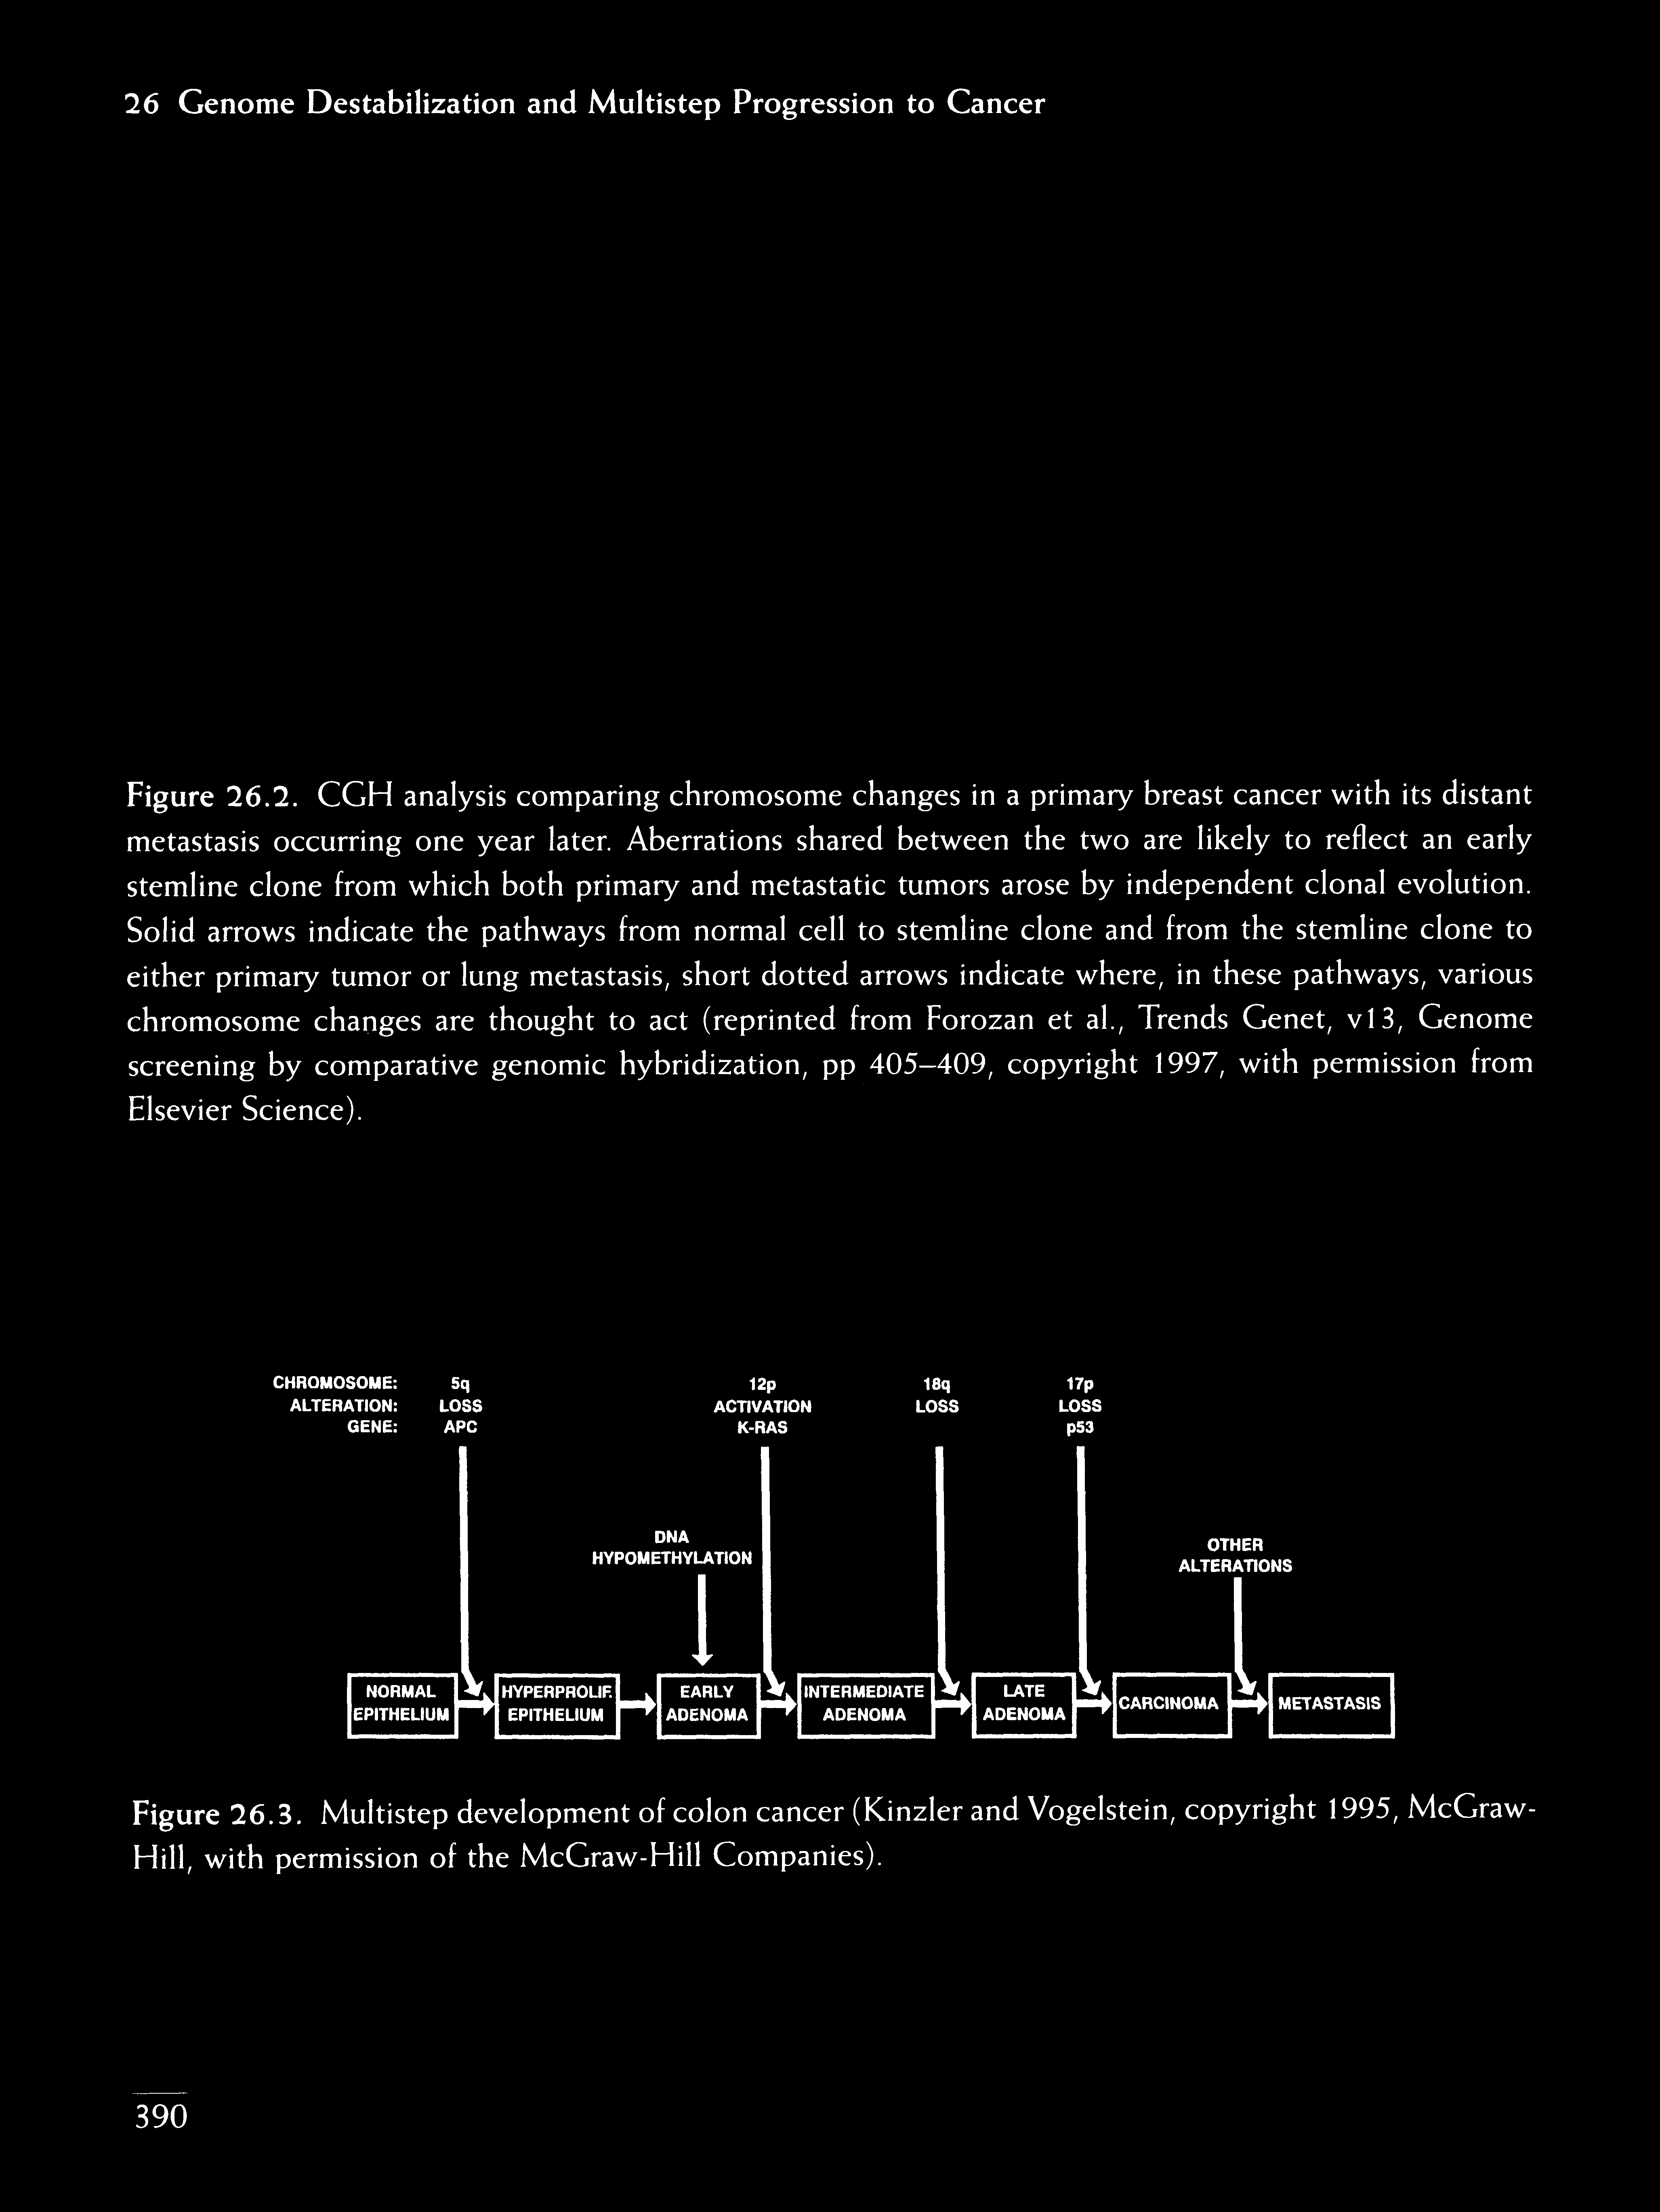 26 Genome Destabilization and Multistep Progression to Cancer
Figure 26.2. CGH analysis comparing chromosome changes in a primary breast cancer with its distant
metastasis occurring one year later. Aberrations shared between the two are likely to reflect an early
stemline clone from which both primary and metastatic tumors arose by independent clonal evolution.
Solid arrows indicate the pathways from normal cell to stemline clone and from the stemline clone to
either primary tumor or lung metastasis, short dotted arrows indicate where, in these pathways, various
chromosome changes are thought to act (reprinted from Forozan et al., Trends Genet, v13, Genome
screening by comparative genomic hybridization, pp 405–409, copyright 1997, with permission from
Elsevier Science).
CHROMOSOME: 5q 12p 18q 17p
ALTERATION: LOSS ACTIVATION LOSS LOSS
GENE: APC K-RAS p53
DNA
HYPOMETHYLATION
OTHER
ALTERATIONS
NORMAL
EPITHELIUM
HYPERPROLIF.
EPITHELIUM
EARLY
ADENOMA
INTERMEDIATE
ADENOMA
LATE
ADENOMA
CARCINOMA
METASTASIS
Figure 26.3. Multistep development of colon cancer (Kinzler and Vogelstein, copyright 1995, McGraw-
Hill, with permission of the McGraw-Hill Companies).
390